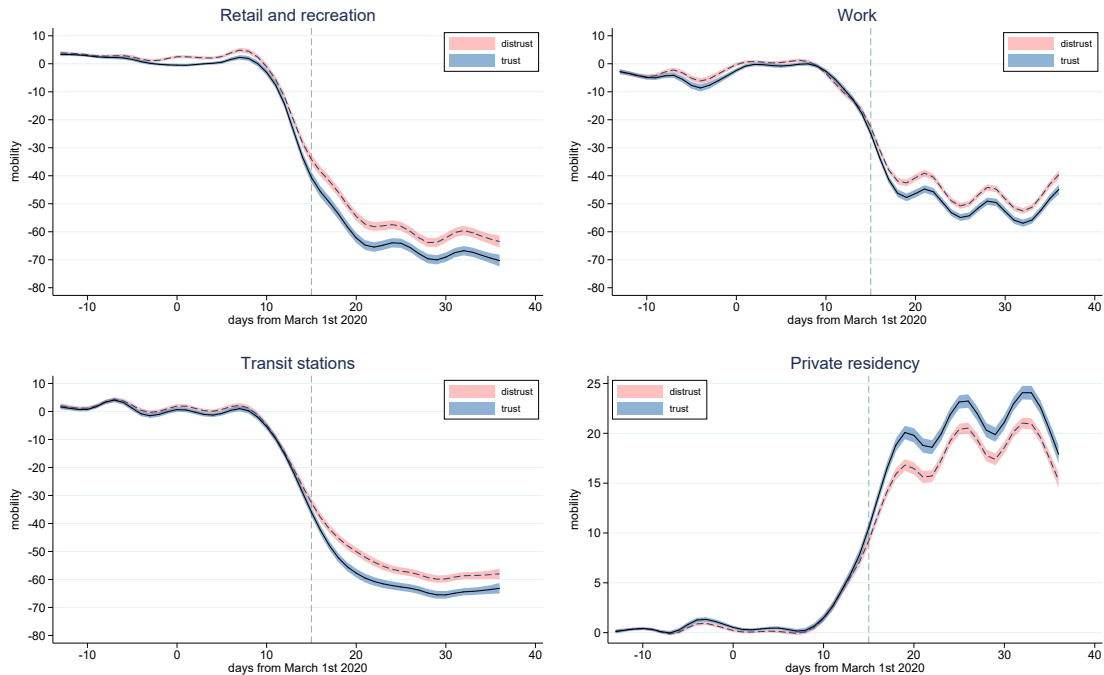 Retail and recreation
10
0
-10
-20
-30
-40
-50
-60
-70
-80
mobility
-10 0 10 20 30 40
days from March 1st 2020
distrust
trust
Work
10
0
-10
-20
-30
-40
-50
-60
-70
-80
mobility
-10 0 10 20 30 40
days from March 1st 2020
distrust
trust
Transit stations
10
0
-10
-20
-30
-40
-50
-60
-70
-80
mobility
-10 0 10 20 30 40
days from March 1st 2020
distrust
trust
Private residency
25
20
15
10
5
0
mobility
-10 0 10 20 30 40
days from March 1st 2020
distrust
trust